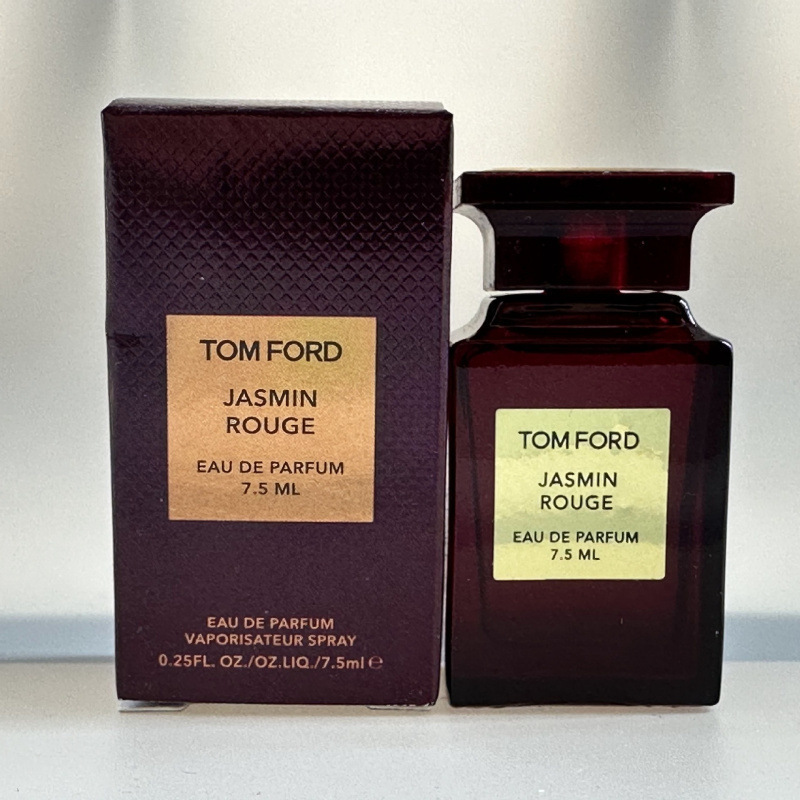 TOM FORD
JASMIN
ROUGE
EAU DE PARFUM
7.5 ML
EAU DE PARFUM
VAPORISATEUR SPRAY
0.25FL. OZ./OZ.LIQ./7.5ml ℮
TOM FORD
JASMIN
ROUGE
EAU DE PARFUM
7.5 ML